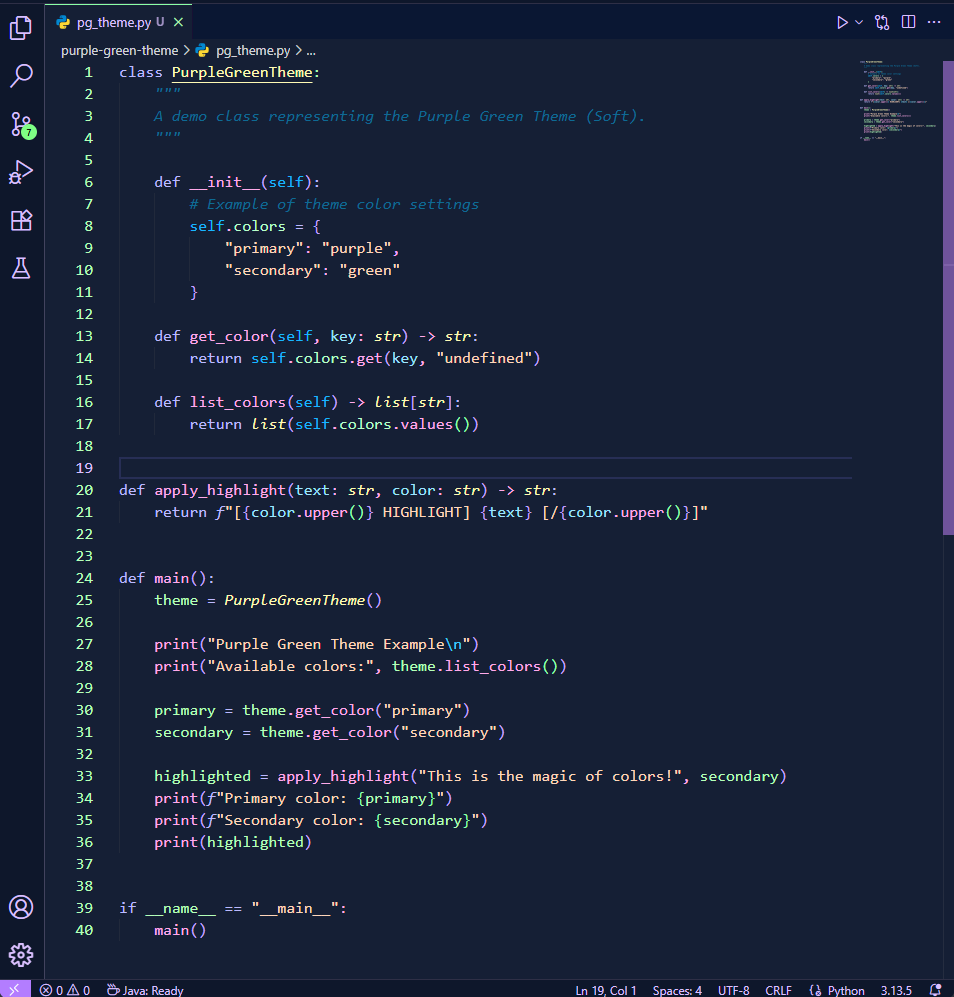 pg_theme.py U
purple-green-theme > pg_theme.py > ...
1 class PurpleGreenTheme:
2     """
3     A demo class representing the Purple Green Theme (Soft).
4     """
5
6     def __init__(self):
7         # Example of theme color settings
8         self.colors = {
9             "primary": "purple",
10             "secondary": "green"
11         }
12
13     def get_color(self, key: str) -> str:
14         return self.colors.get(key, "undefined")
15
16     def list_colors(self) -> list[str]:
17         return list(self.colors.values())
18
19
20 def apply_highlight(text: str, color: str) -> str:
21     return f"[{color.upper()} HIGHLIGHT] {text} [/{color.upper()}]"
22
23
24 def main():
25     theme = PurpleGreenTheme()
26
27     print("Purple Green Theme Example\n")
28     print("Available colors:", theme.list_colors())
29
30     primary = theme.get_color("primary")
31     secondary = theme.get_color("secondary")
32
33     highlighted = apply_highlight("This is the magic of colors!", secondary)
34     print(f"Primary color: {primary}")
35     print(f"Secondary color: {secondary}")
36     print(highlighted)
37
38
39 if __name__ == "__main__":
40     main()
7
0 0 Java: Ready Ln 19, Col 1 Spaces: 4 UTF-8 CRLF {} Python 3.13.5